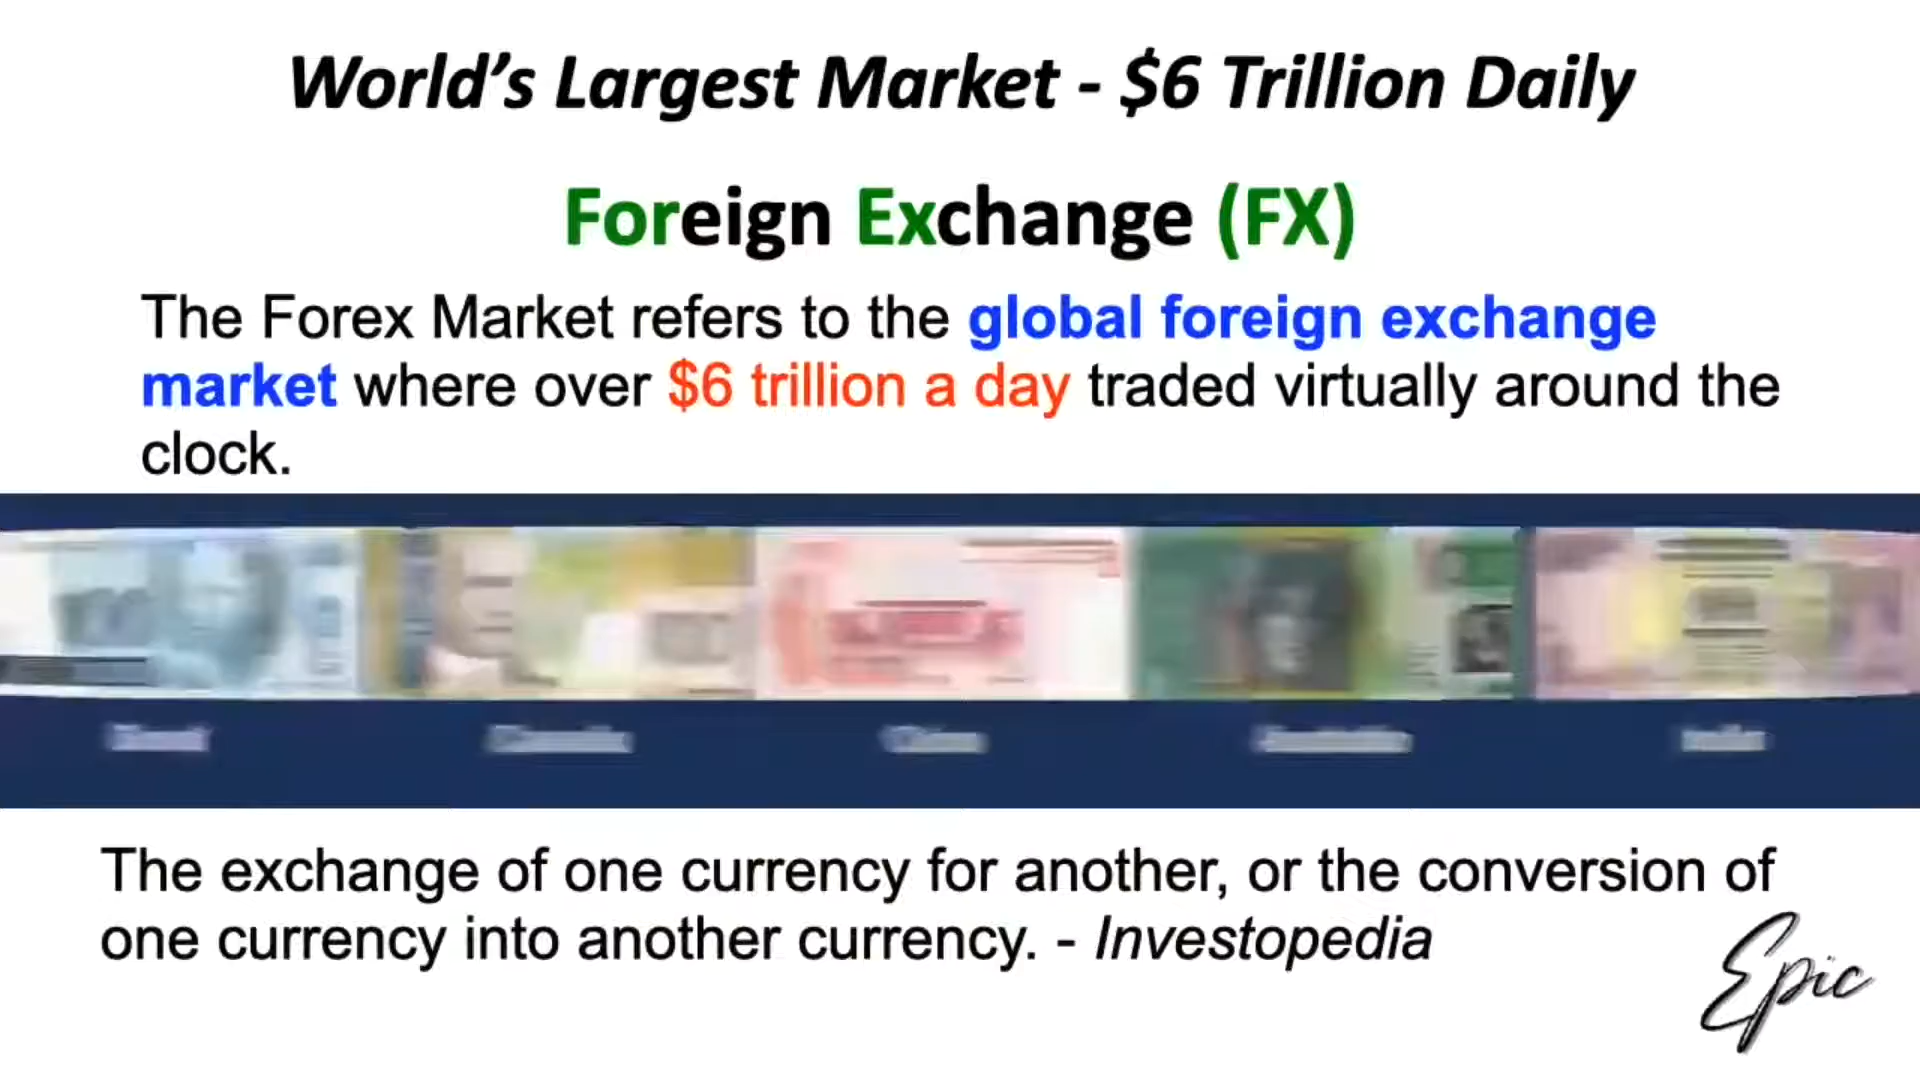 World’s Largest Market - $6 Trillion Daily
Foreign Exchange (FX)
The Forex Market refers to the global foreign exchange
market where over $6 trillion a day traded virtually around the
clock.
The exchange of one currency for another, or the conversion of
one currency into another currency. - Investopedia
Epic